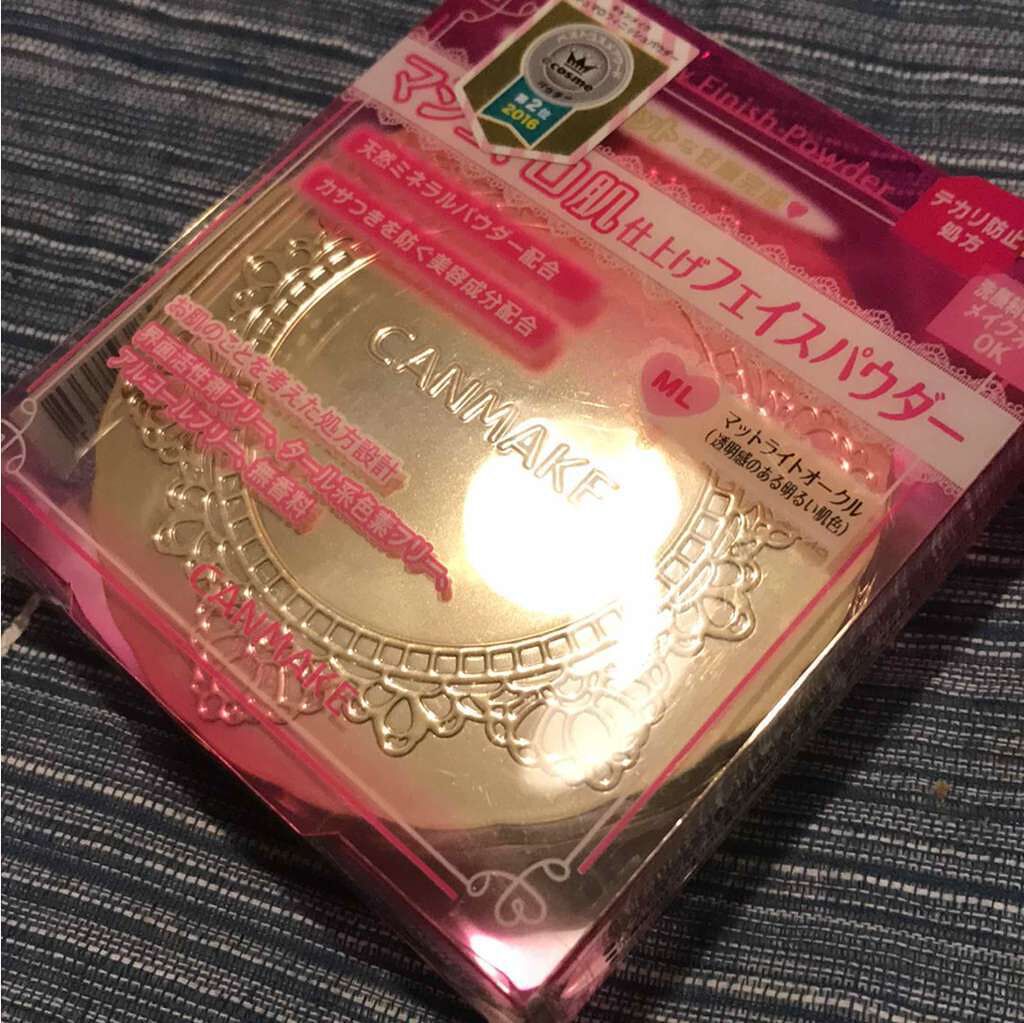 cosme
第2位
2016
Finish Powder
肌仕上げフェイスパウダー
テカリ防止
処方
OK
天然ミネラルパウダー配合
カサつきを防ぐ美容成分配合
CANMAKE
ML
マットライトオークル
(透明感のある明るい肌色)
お肌のことを考えた処方設計
界面活性剤フリー、タール系色素フリー、
アルコールフリー、無香料
CANMAKE